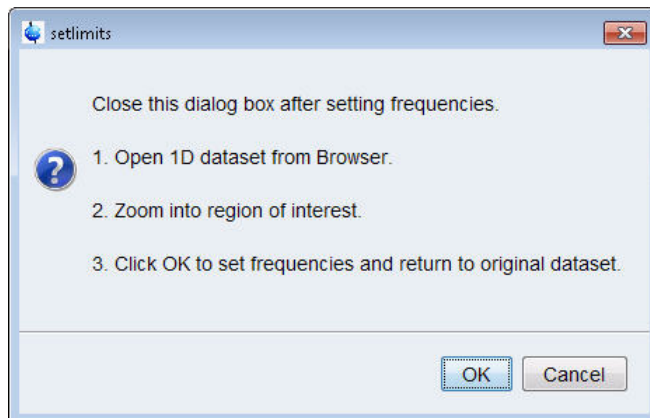 setlimits
Close this dialog box after setting frequencies.
1. Open 1D dataset from Browser.
2. Zoom into region of interest.
3. Click OK to set frequencies and return to original dataset.
OK Cancel